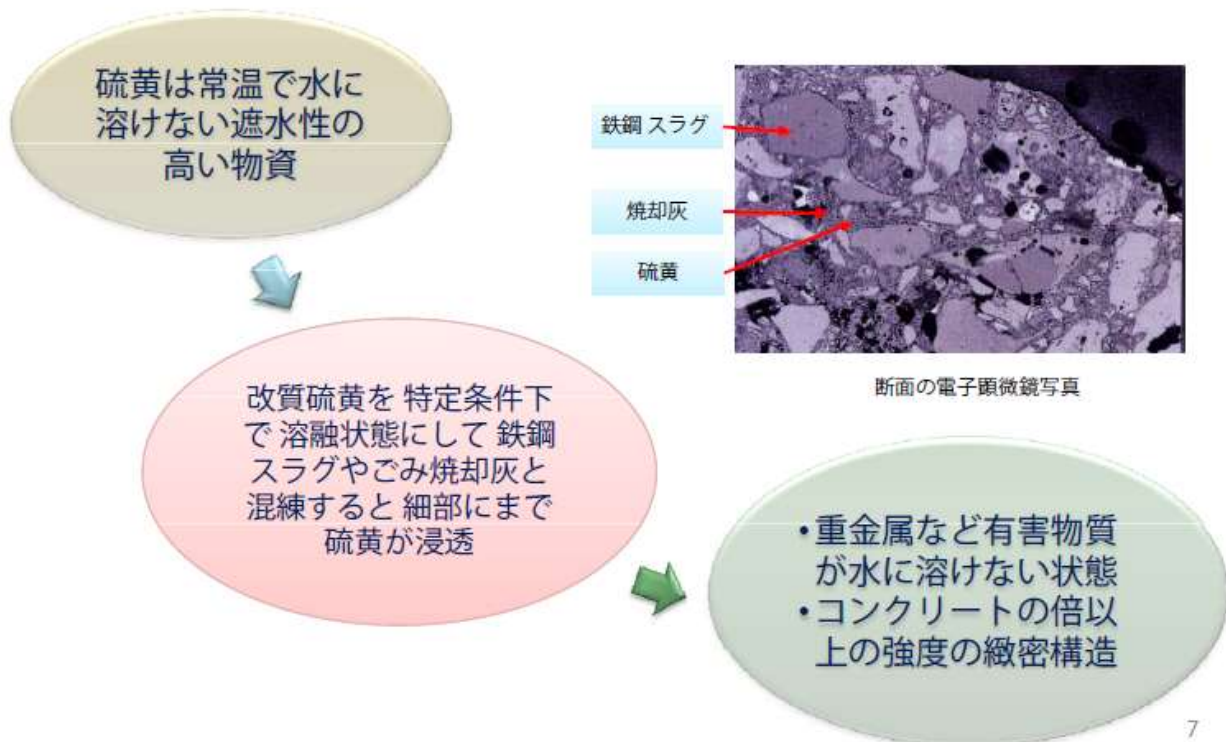 硫黄は常温で水に
溶けない遮水性の
高い物資
鉄鋼 スラグ
焼却灰
硫黄
断面の電子顕微鏡写真
改質硫黄を 特定条件下
で 溶融状態にして 鉄鋼
スラグやごみ焼却灰と
混練すると 細部にまで
硫黄が浸透
・重金属など有害物質
が水に溶けない状態
・コンクリートの倍以
上の強度の緻密構造
7